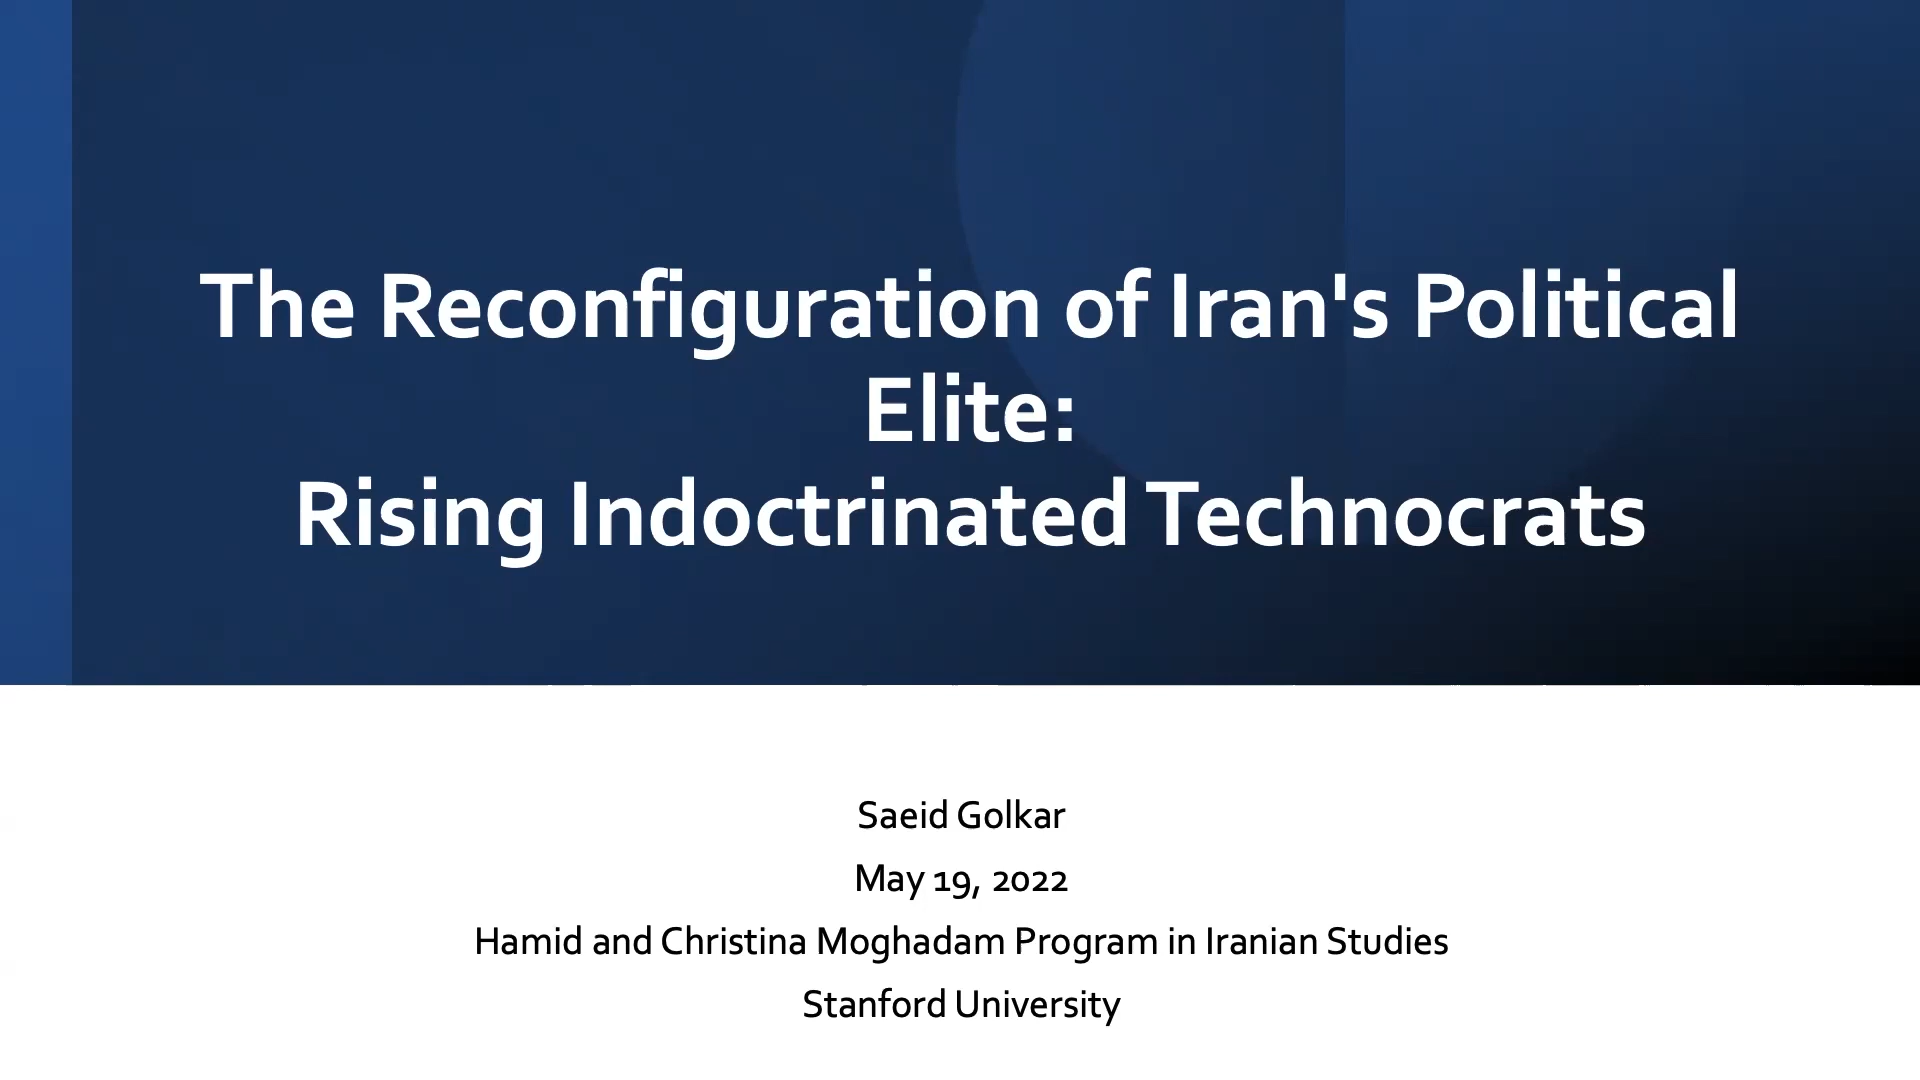 The Reconfiguration of Iran's Political
Elite:
Rising Indoctrinated Technocrats
Saeid Golkar
May 19, 2022
Hamid and Christina Moghadam Program in Iranian Studies
Stanford University